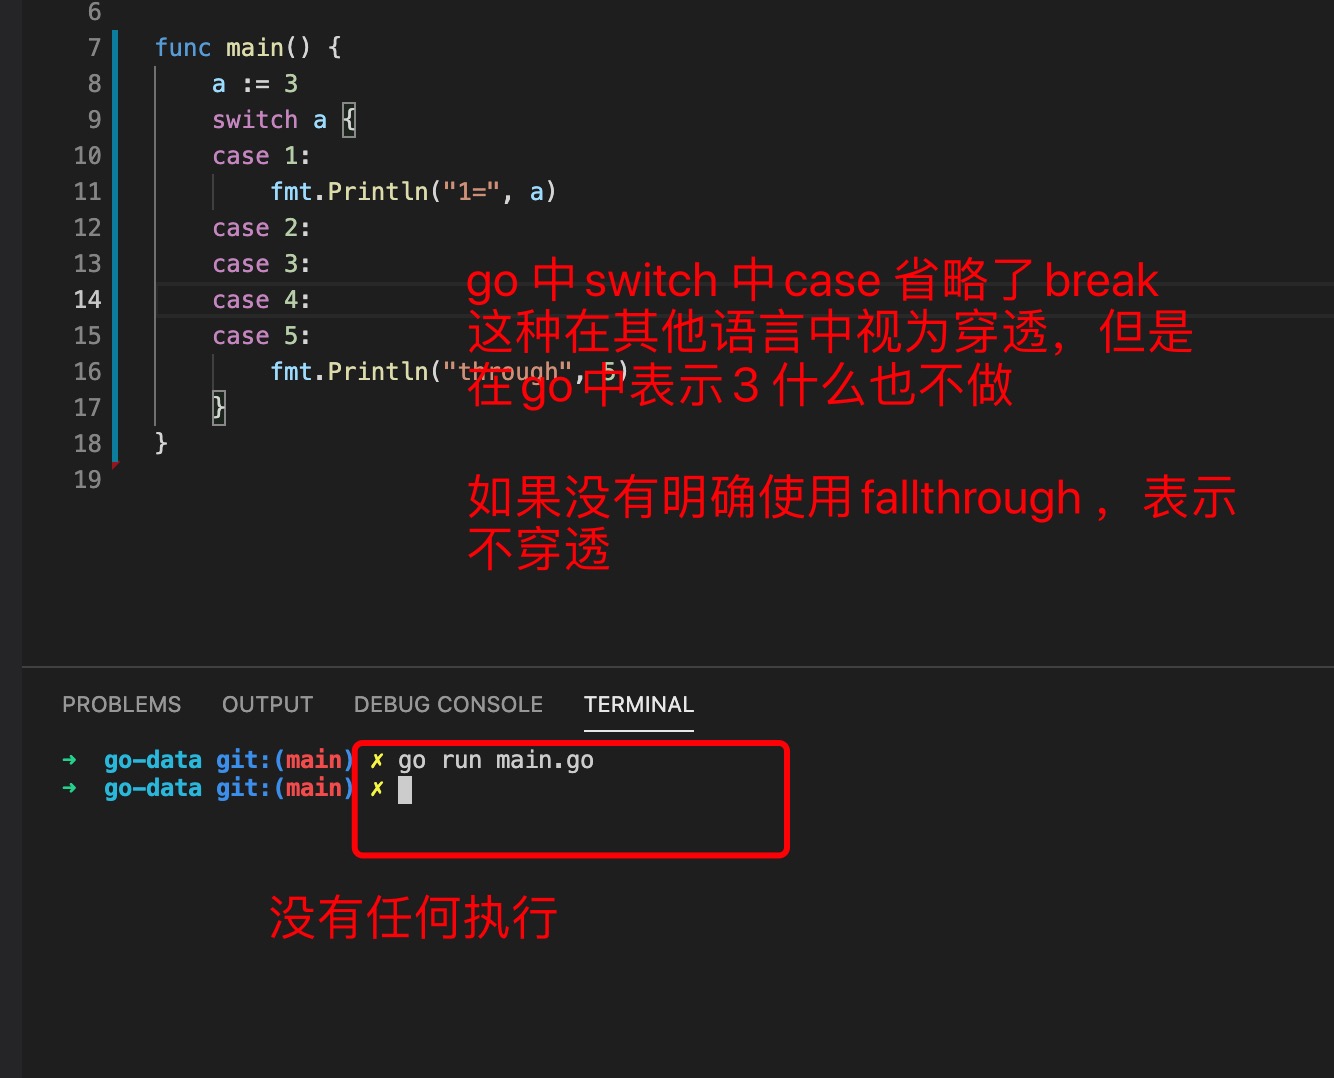 6
7 func main() {
8 a := 3
9 switch a {
10 case 1:
11 fmt.Println("1=", a)
12 case 2:
13 case 3:
14 case 4:
15 case 5:
16 fmt.Println("through", 5)
17 }
18 }
19
go 中 switch 中 case 省略了 break
这种在其他语言中视为穿透，但是
在 go 中表示 3 什么也不做
如果没有明确使用 fallthrough ，表示
不穿透
PROBLEMS OUTPUT DEBUG CONSOLE TERMINAL
➜ go-data git:(main) ✗ go run main.go
➜ go-data git:(main) ✗
没有任何执行